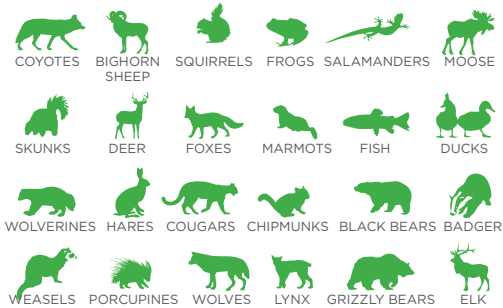 COYOTES BIGHORN SQUIRRELS FROGS SALAMANDERS MOOSE
SHEEP
SKUNKS DEER FOXES MARMOTS FISH DUCKS
WOLVERINES HARES COUGARS CHIPMUNKS BLACK BEARS BADGER
WEASELS PORCUPINES WOLVES LYNX GRIZZLY BEARS ELK